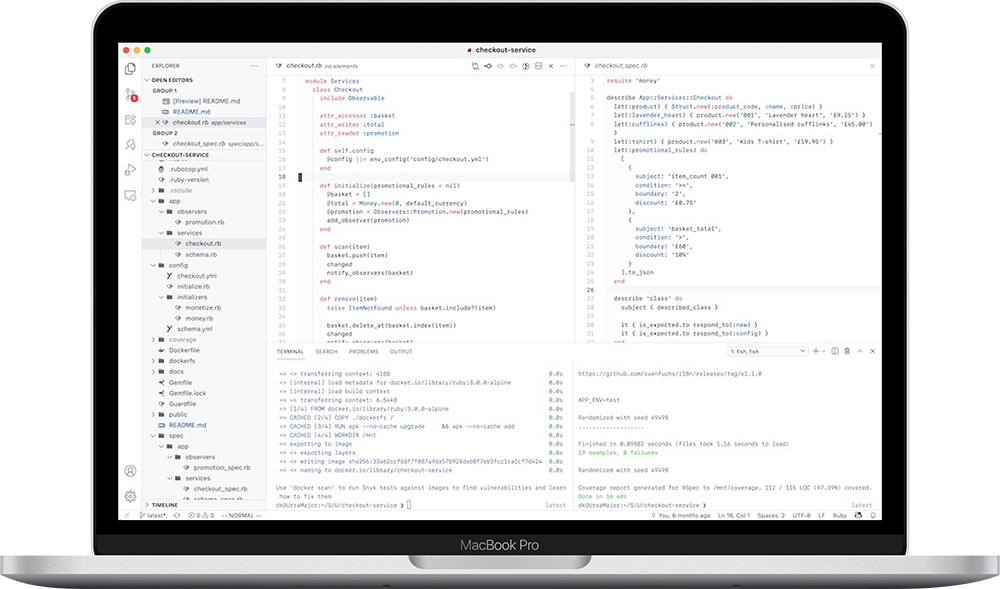 checkout-service
EXPLORER
OPEN EDITORS
GROUP 1
[Preview] README.md
README.md
checkout.rb app/services
GROUP 2
checkout_spec.rb spec/app/s...
CHECKOUT-SERVICE
.rubocop.yml
.ruby-version
.vscode
app
observers
promotion.rb
services
checkout.rb
schema.rb
config
checkout.yml
initialize.rb
initializers
monetize.rb
money.rb
schema.yml
coverage
Dockerfile
dockerfs
docs
Gemfile
Gemfile.lock
Guardfile
public
README.md
spec
app
observers
promotion_spec.rb
services
checkout_spec.rb
schema_spec.rb
TIMELINE
checkout.rb no elements
7 module Services
8 class Checkout
9 include Observable
10
11 attr_accessor :basket
12 attr_writer :total
13 attr_reader :promotion
14
15 def self.config
16 @config ||= env_config('config/checkout.yml')
17 end
18
19 def initialize(promotional_rules = nil)
20 @basket = []
21 @total = Money.new(0, default_currency)
22 @promotion = Observers::Promotion.new(promotional_rules)
23 add_observer(promotion)
24 end
25
26 def scan(item)
27 basket.push(item)
28 changed
29 notify_observers(basket)
30 end
31
32 def remove(item)
33 raise ItemNotFound unless basket.include?(item)
34
35 basket.delete_at(basket.index(item))
36 changed
notify_observers(basket)
checkout_spec.rb
3 require 'money'
4
5 describe App::Services::Checkout do
6 let(:product) { Struct.new(:product_code, :name, :price) }
7 let(:lavender_heart) { product.new('001', 'Lavender heart', '£9.25') }
8 let(:cufflinks) { product.new('002', 'Personalised cufflinks', '£45.00')
}
9 let(:tshirt) { product.new('003', 'Kids T-shirt', '£19.95') }
10 let(:promotional_rules) do
11 [
12 {
13 subject: 'item_count 001',
14 condition: '>=',
15 boundary: '2',
16 discount: '£0.75'
17 },
18 {
19 subject: 'basket_total',
20 condition: '>',
21 boundary: '£60',
22 discount: '10%'
23 }
24 ].to_json
25 end
26
27 describe 'class' do
28 subject { described_class }
29
30 it { is_expected.to respond_to(:new) }
31 it { is_expected.to respond_to(:config) }
end
TERMINAL SEARCH PROBLEMS OUTPUT
1: fish, fish
=> => transferring context: 418B 0.0s
=> [internal] load metadata for docker.io/library/ruby:3.0.0-alpine 0.0s
=> [internal] load build context 0.0s
=> => transferring context: 6.54kB 0.0s
=> [1/4] FROM docker.io/library/ruby:3.0.0-alpine 0.0s
=> CACHED [2/4] COPY ./dockerfs / 0.0s
=> CACHED [3/4] RUN apk --no-cache upgrade && apk --no-cache add 0.0s
=> CACHED [4/4] WORKDIR /mnt 0.0s
=> exporting to image 0.0s
=> => exporting layers 0.0s
=> => writing image 0.0s
=> => naming to docker.io/library/checkout-service 0.0s
Use 'docker scan' to run Snyk tests against images to find vulnerabilities and learn
how to fix them
dk@UrsaMajor:~/S/U/checkout-service > latest
https://github.com/svenfuchs/i18n/releases/tag/v1.1.0
APP_ENV=test
Randomized with seed 49498
-------------------
Finished in 0.09882 seconds (files took 1.16 seconds to load)
19 examples, 0 failures
Randomized with seed 49498
Coverage report generated for RSpec to /mnt/coverage. 112 / 115 LOC (97.39%) covered.
Done in 1m 40s
dk@UrsaMajor:~/S/U/checkout-service > latest
latest* 0 0 -- NORMAL -- You, 6 months ago Ln 18, Col 1 Spaces: 2 UTF-8 LF Ruby
MacBook Pro